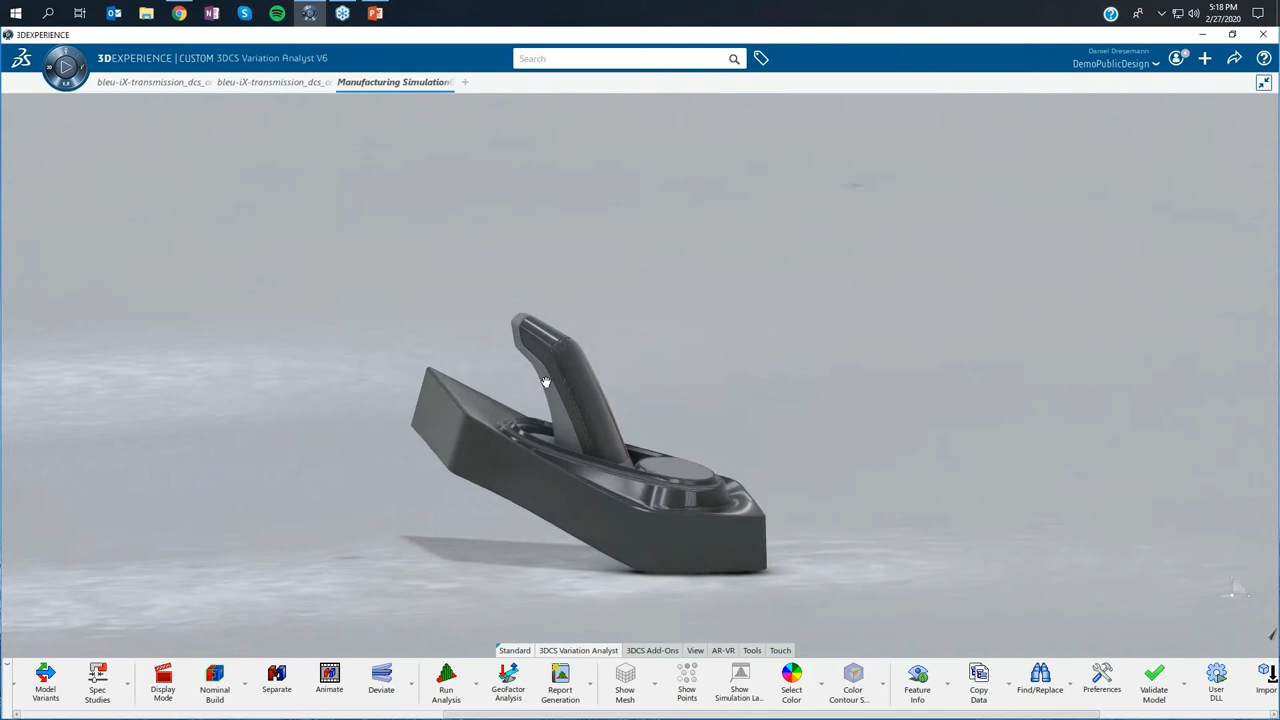 5:18 PM
2/27/2020
3DEXPERIENCE
3DEXPERIENCE | CUSTOM 3DCS Variation Analyst V6
Search
Daniel Dresemann
DemoPublicDesign
bleu-iX-transmission_dcs_
bleu-iX-transmission_dcs_
Manufacturing Simulation
Standard
3DCS Variation Analyst
3DCS Add-Ons
View
AR-VR
Tools
Touch
Model
Variants
Spec
Studies
Display
Mode
Nominal
Build
Separate
Animate
Deviate
Run
Analysis
GeoFactor
Analysis
Report
Generation
Show
Mesh
Show
Points
Show
Simulation La...
Select
Color
Color
Contour S...
Feature
Info
Copy
Data
Find/Replace
Preferences
Validate
Model
User
DLL
Impor